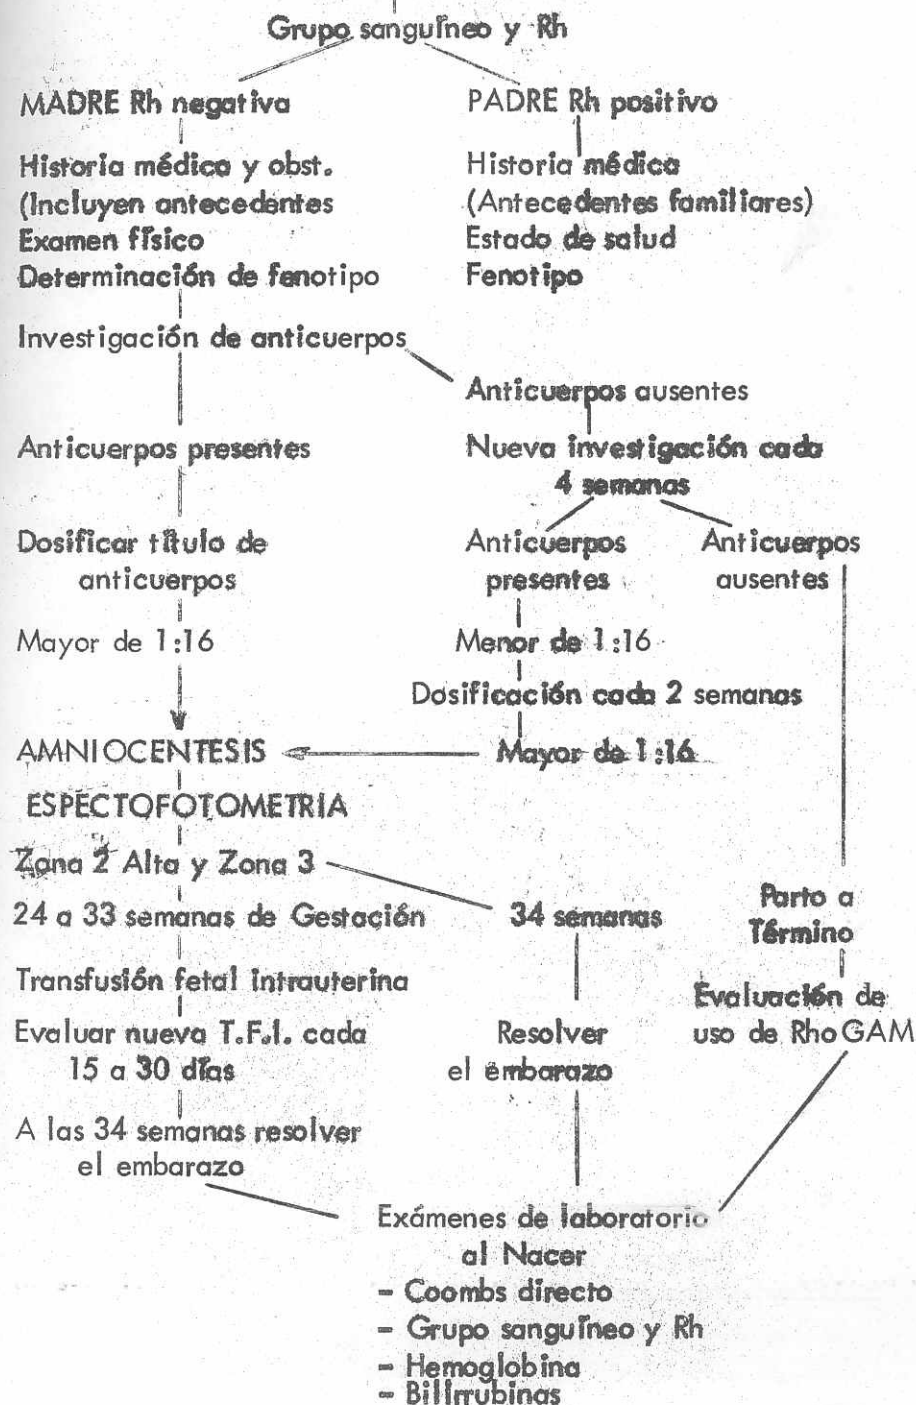 Grupo sanguíneo y Rh
MADRE Rh negativa
PADRE Rh positivo
Historia médica y obst.
(Incluyen antecedentes
Examen físico
Determinación de fenotipo
Historia médica
(Antecedentes familiares)
Estado de salud
Fenotipo
Investigación de anticuerpos
Anticuerpos ausentes
Anticuerpos presentes
Nueva investigación cada
4 semanas
Dosificar título de
anticuerpos
Anticuerpos
presentes
Anticuerpos
ausentes
Mayor de 1:16
Menor de 1:16
Dosificación cada 2 semanas
AMNIOCENTESIS
Mayor de 1:16
ESPECTOFOTOMETRIA
Zona 2 Alta y Zona 3
24 a 33 semanas de Gestación
34 semanas
Parto a
Término
Transfusión fetal intrauterina
Evaluación de
uso de RhoGAM
Evaluar nueva T.F.I. cada
15 a 30 días
Resolver
el embarazo
A las 34 semanas resolver
el embarazo
Exámenes de laboratorio
al Nacer
- Coombs directo
- Grupo sanguíneo y Rh
- Hemoglobina
- Bilirrubinas